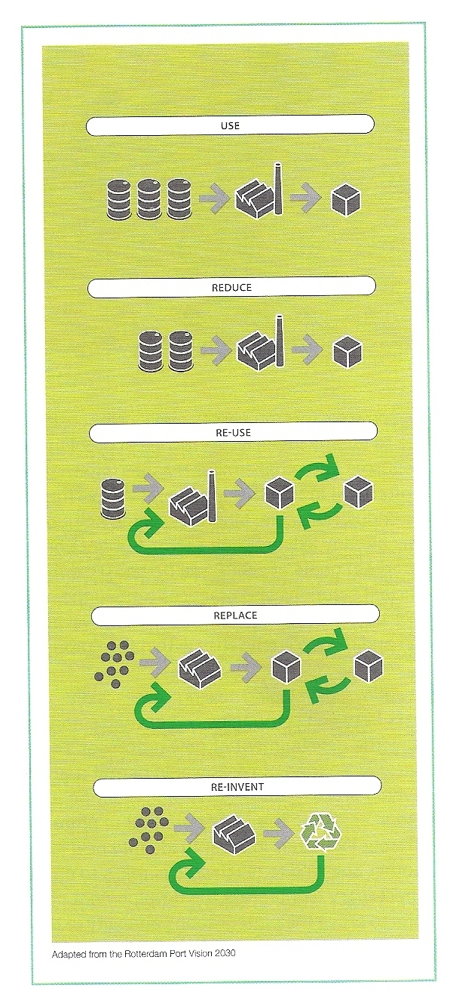 USE
REDUCE
RE-USE
REPLACE
RE-INVENT
Adapted from the Rotterdam Port Vision 2030